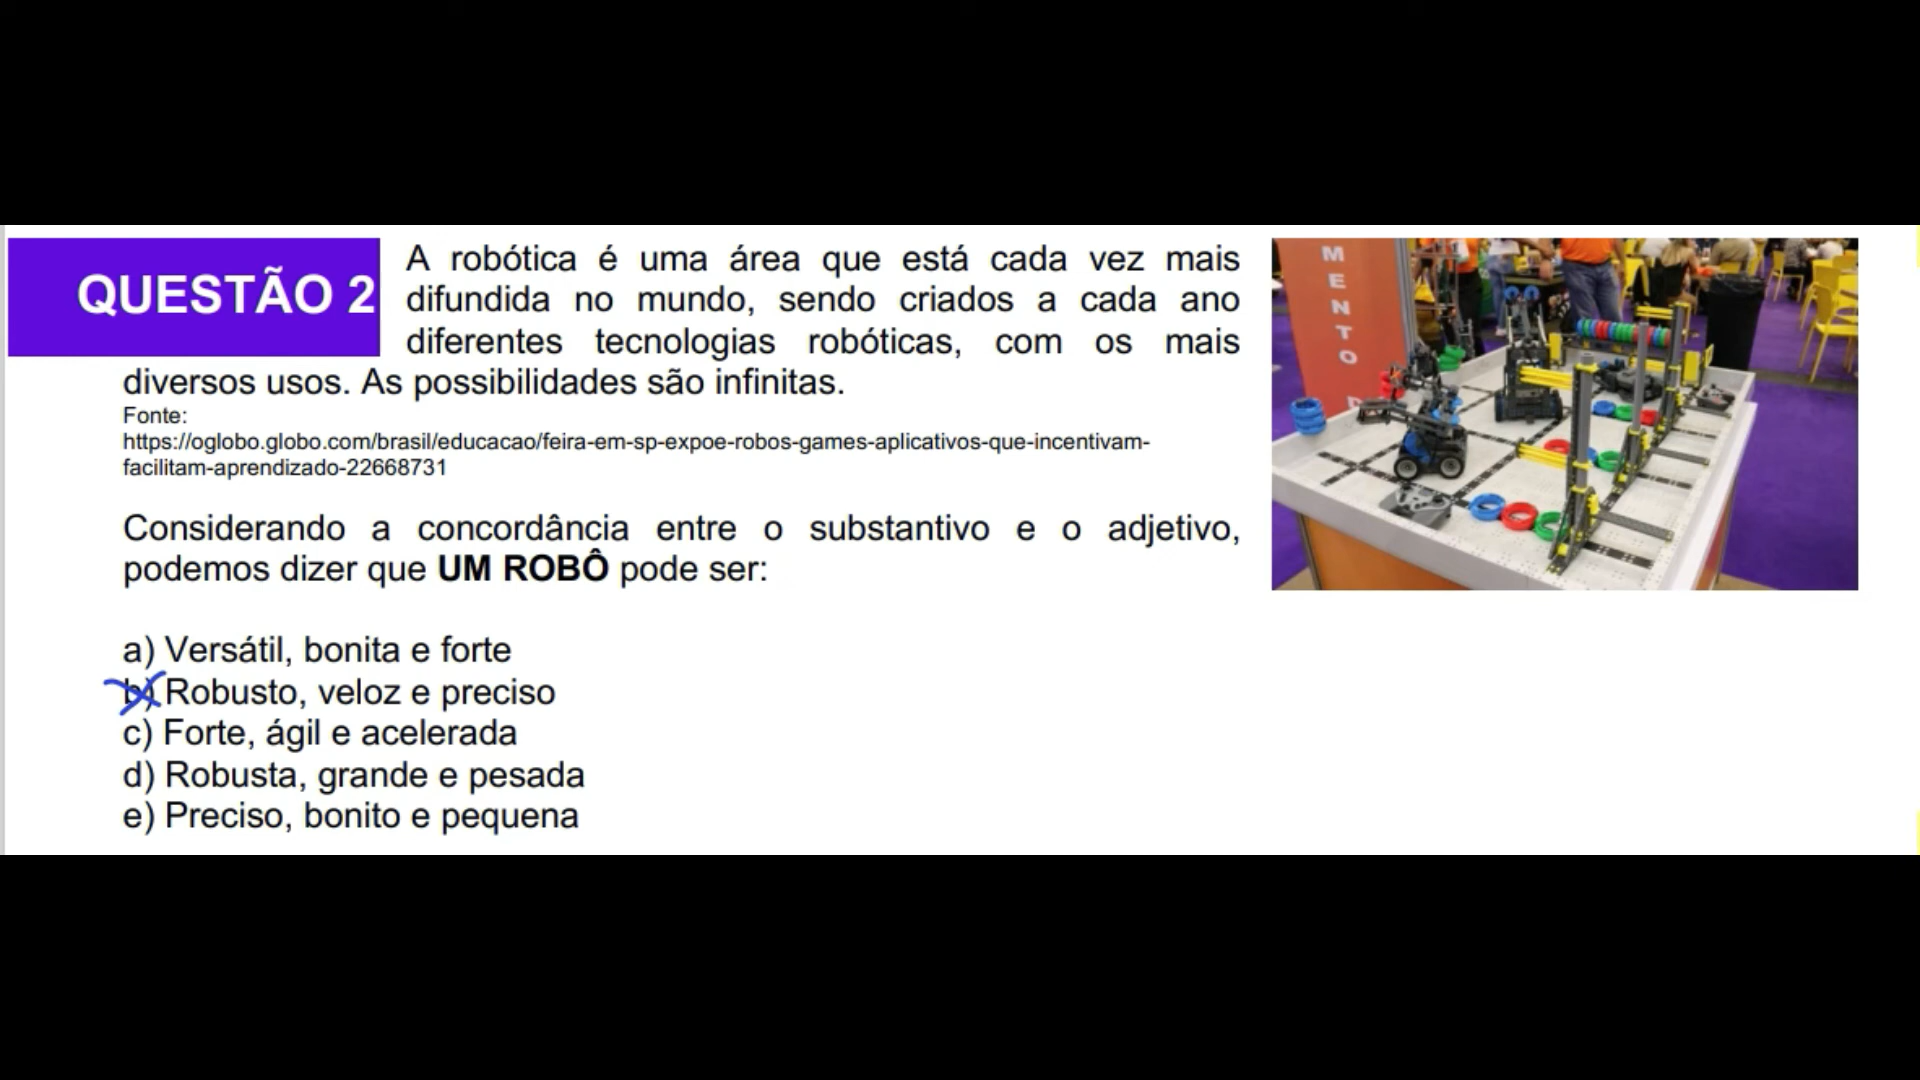 QUESTÃO 2
A robótica é uma área que está cada vez mais
difundida no mundo, sendo criados a cada ano
diferentes tecnologias robóticas, com os mais
diversos usos. As possibilidades são infinitas.
Fonte:
https://oglobo.globo.com/brasil/educacao/feira-em-sp-expoe-robos-games-aplicativos-que-incentivam-
facilitam-aprendizado-22668731
Considerando a concordância entre o substantivo e o adjetivo,
podemos dizer que UM ROBÔ pode ser:
a) Versátil, bonita e forte
b) Robusto, veloz e preciso
c) Forte, ágil e acelerada
d) Robusta, grande e pesada
e) Preciso, bonito e pequena
MENTO
D